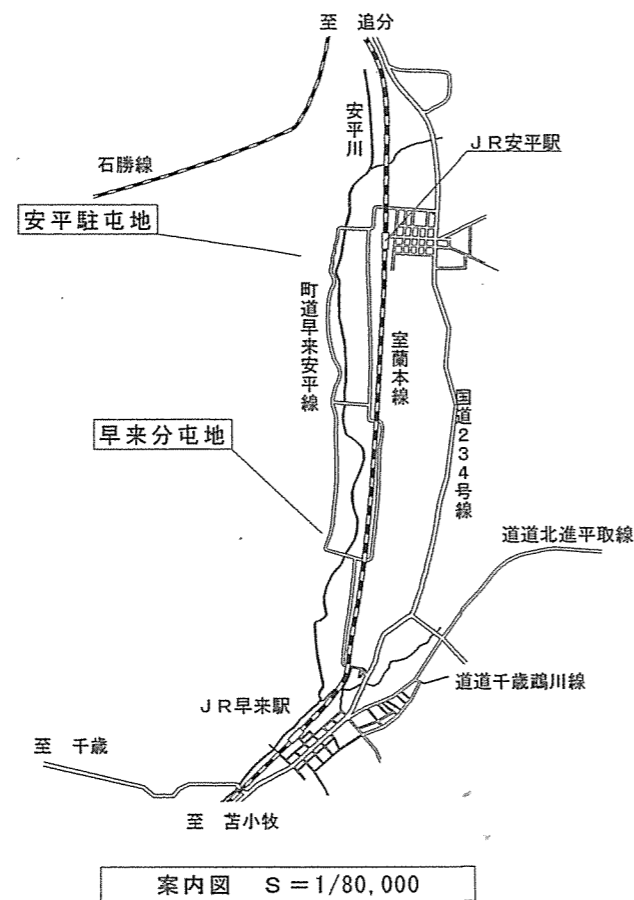 至 追分
安平川
JR安平駅
石勝線
安平駐屯地
町道早来安平線
室蘭本線
国道234号線
早来分屯地
道道北進平取線
道道千歳鵡川線
JR早来駅
至 千歳
至 苫小牧
案内図 S=1/80,000